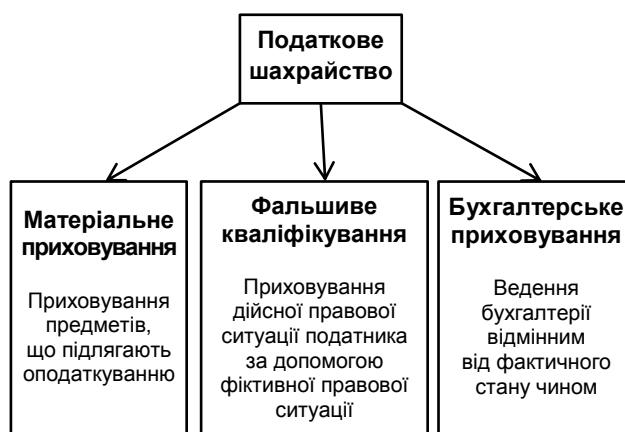 Податкове
шахрайство
Матеріальне
приховування
Приховування
предметів,
що підлягають
оподаткуванню
Фальшиве
кваліфікування
Приховування
дійсної правової
ситуації податника
за допомогою
фіктивної правової
ситуації
Бухгалтерське
приховування
Ведення
бухгалтерії
відмінним
від фактичного
стану чином